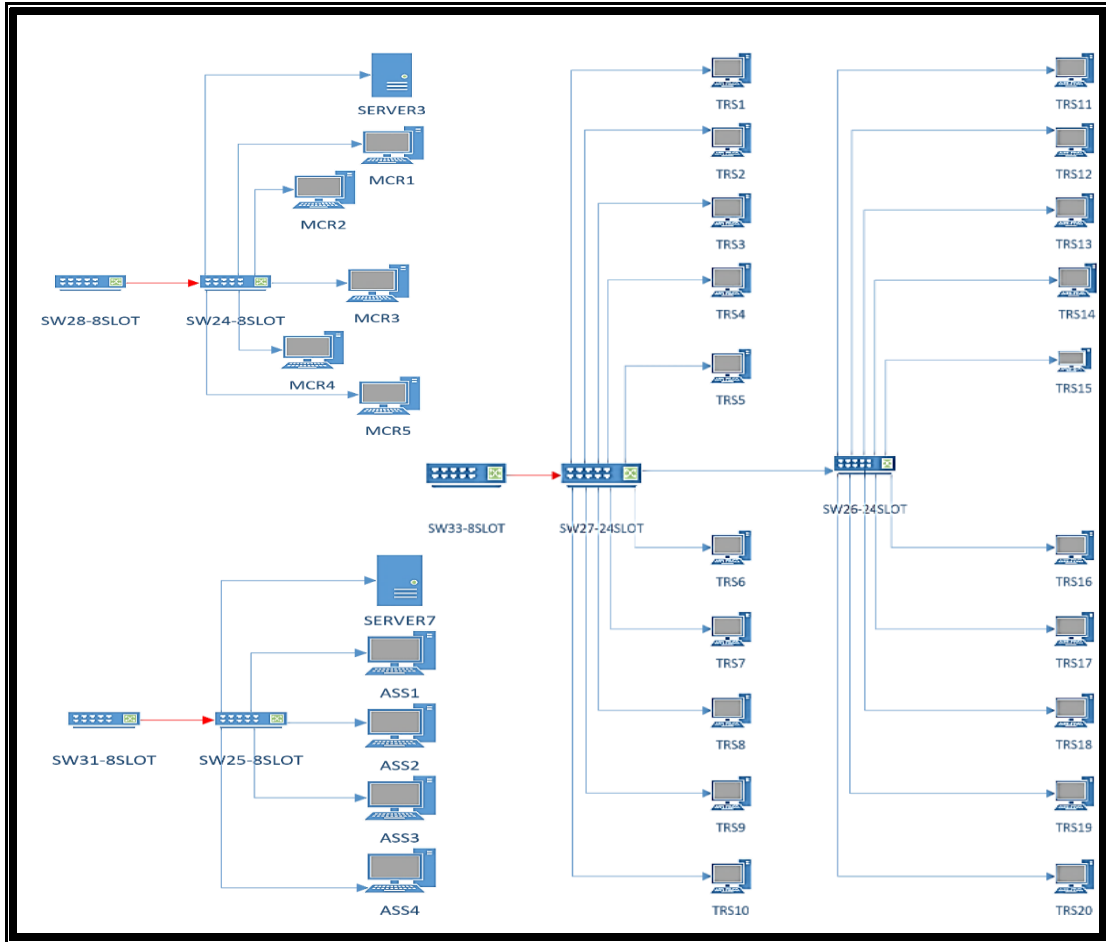 SERVER3
MCR1
MCR2
MCR3
SW28-8SLOT
SW24-8SLOT
MCR4
MCR5
SERVER7
ASS1
ASS2
SW31-8SLOT
SW25-8SLOT
ASS3
ASS4
TRS1
TRS2
TRS3
TRS4
TRS5
SW33-8SLOT
SW27-24SLOT
TRS6
TRS7
TRS8
TRS9
TRS10
TRS11
TRS12
TRS13
TRS14
TRS15
SW26-24SLOT
TRS16
TRS17
TRS18
TRS19
TRS20